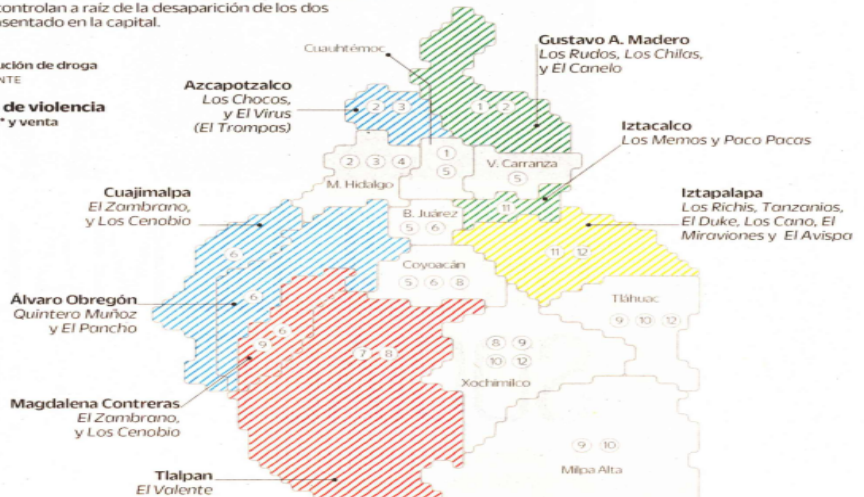 controlan a raíz de la desaparición de los dos
sentado en la capital.
ución de droga
NTE
de violencia
* y venta
Cuauhtémoc
Gustavo A. Madero
Los Rudos, Los Chilas,
y El Canelo
Azcapotzalco
Los Chocos,
y El Virus
(El Trompas)
2 3
1 2
Iztacalco
Los Memos y Paco Pacas
2 3 4
M. Hidalgo
1
5
V. Carranza
5
Cuajimalpa
El Zambrano,
y Los Cenobio
Iztapalapa
Los Richis, Tanzanios,
El Duke, Los Cano, El
Miraviones y El Avispa
B. Juárez
5 6
11
6
11 12
Coyoacán
5 6 8
Álvaro Obregón
Quintero Muñoz
y El Pancho
6
Tláhuac
9 10 12
6
9
7 8
8 9
10 12
Xochimilco
Magdalena Contreras
El Zambrano,
y Los Cenobio
9 10
Milpa Alta
Tlalpan
El Valente